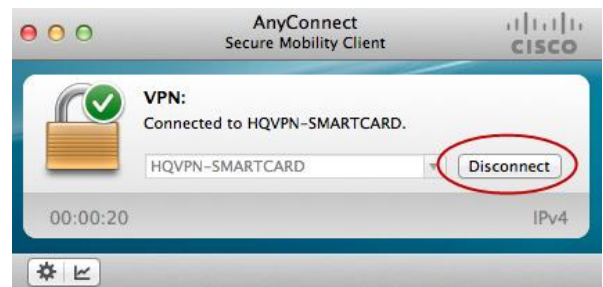 AnyConnect
Secure Mobility Client
CISCO
VPN:
Connected to HQVPN-SMARTCARD.
HQVPN-SMARTCARD
Disconnect
00:00:20
IPv4